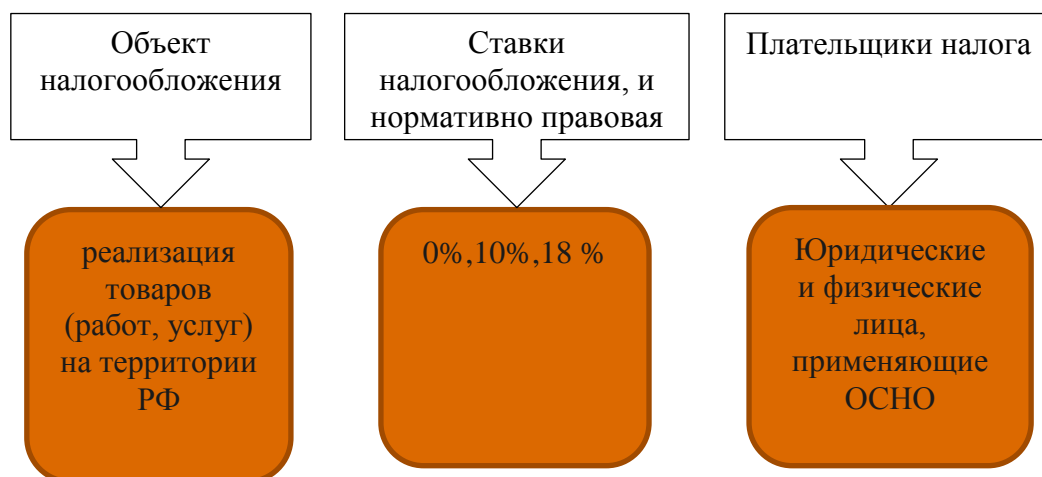 Объект
налогообложения
реализация
товаров
(работ, услуг)
на территории
РФ
Ставки
налогообложения, и
нормативно правовая
0%,10%,18 %
Плательщики налога
Юридические
и физические
лица,
применяющие
ОСНО